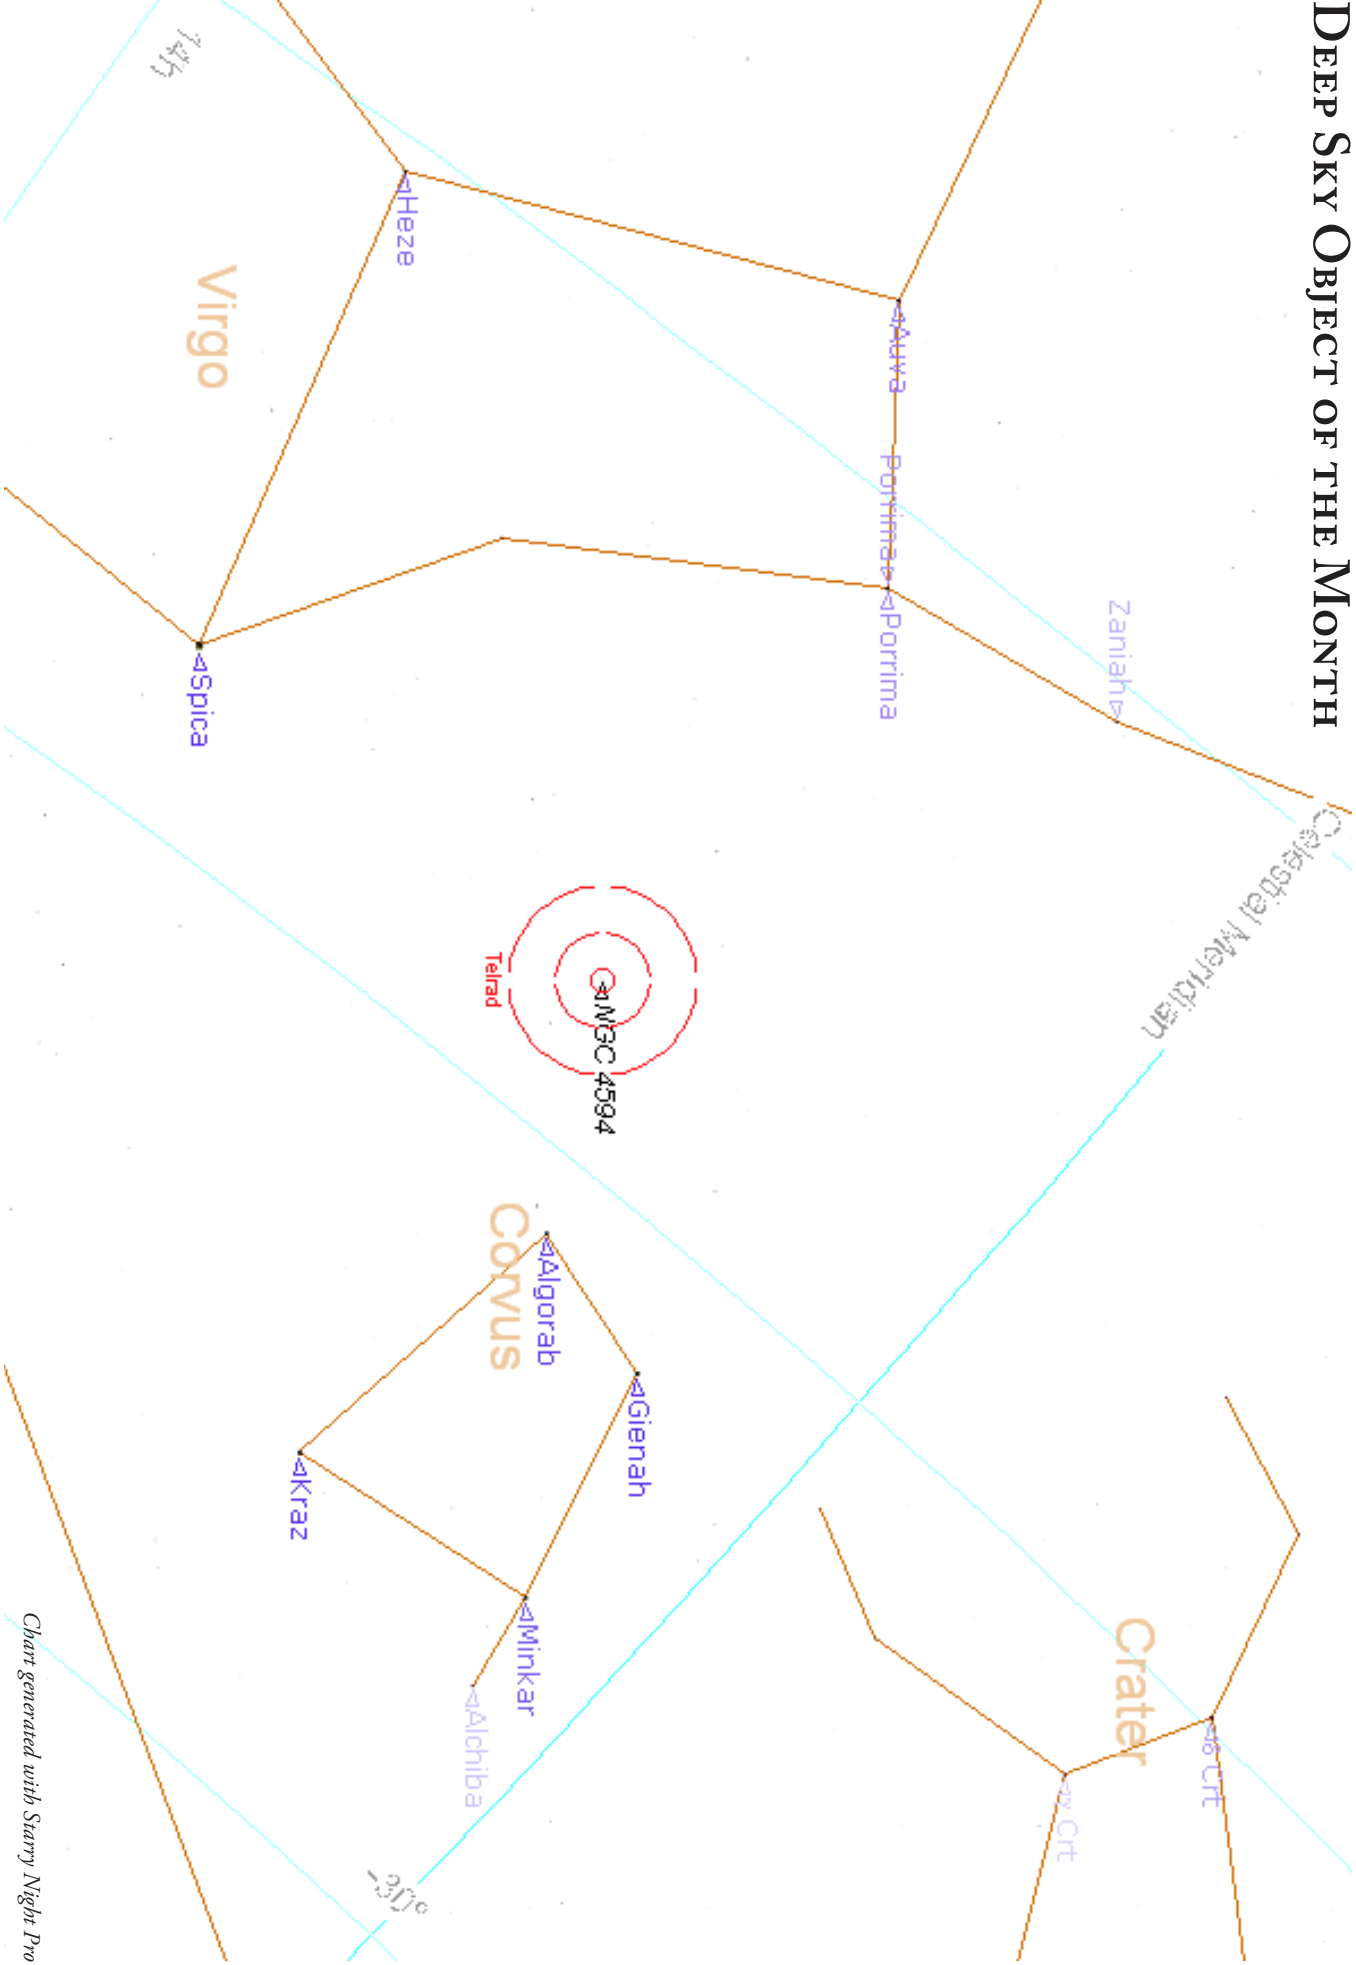 DEEP SKY OBJECT OF THE MONTH
Celestial Meridian
Zaniah
Auva
Porrima
Porrima
14h
Heze
Virgo
Spica
Telrad
NGC 4594
Corvus
Algorab
Gienah
Kraz
Minkar
Alchiba
Crater
δ Crt
γ Crt
-30°
Chart generated with Starry Night Pro